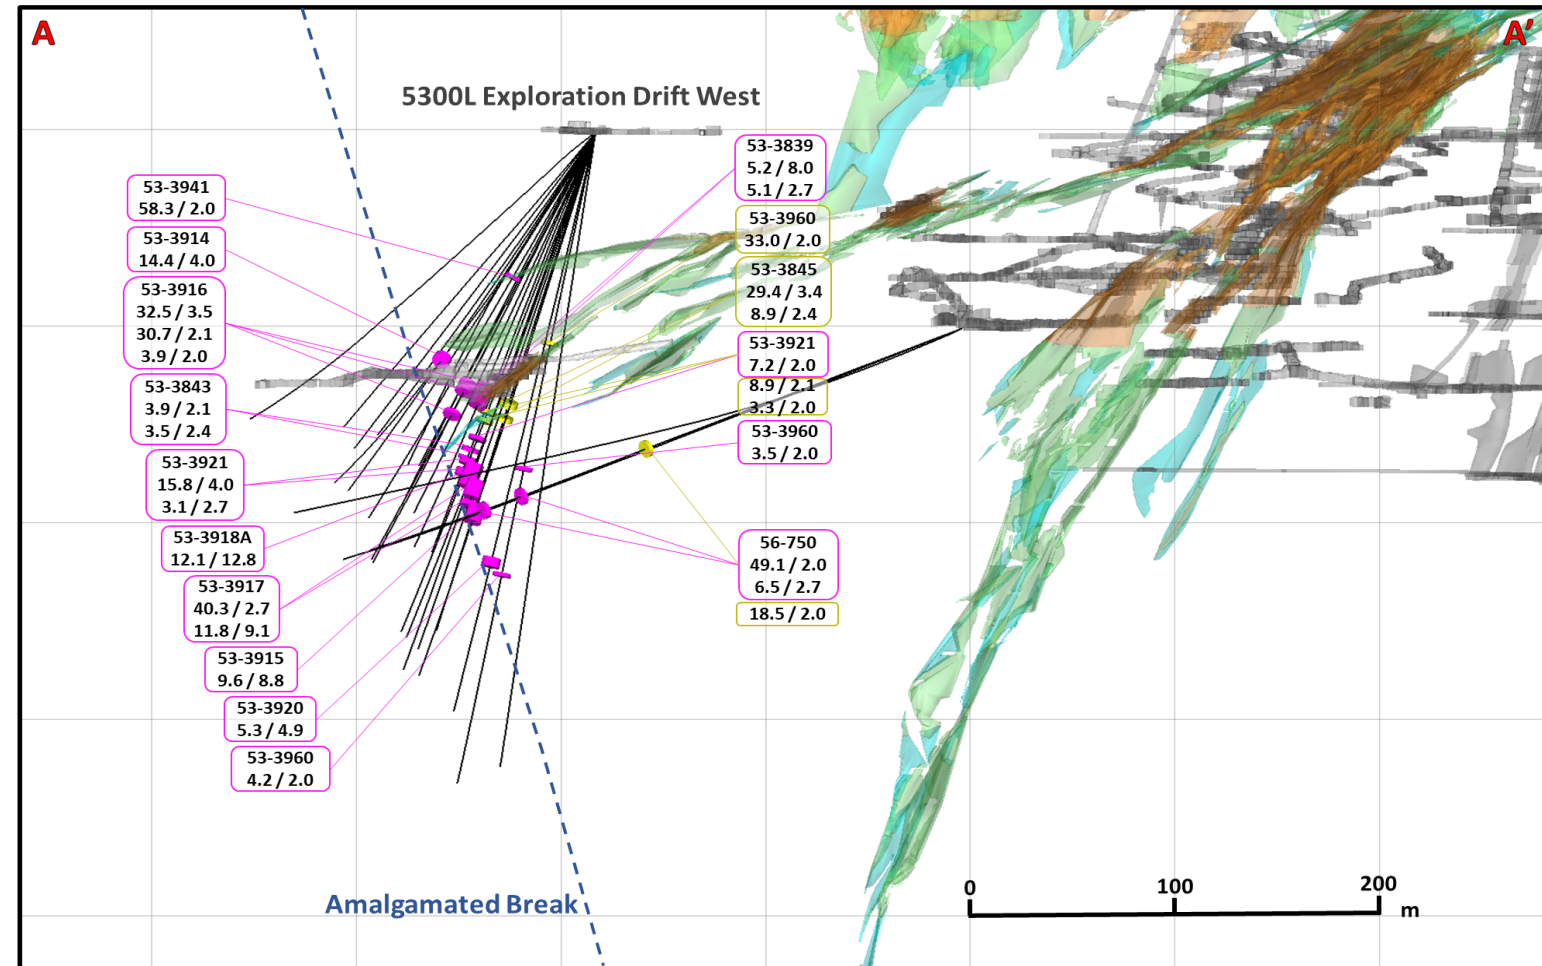 A
A'
5300L Exploration Drift West
53-3941
58.3 / 2.0
53-3914
14.4 / 4.0
53-3916
32.5 / 3.5
30.7 / 2.1
3.9 / 2.0
53-3843
3.9 / 2.1
3.5 / 2.4
53-3921
15.8 / 4.0
3.1 / 2.7
53-3918A
12.1 / 12.8
53-3917
40.3 / 2.7
11.8 / 9.1
53-3915
9.6 / 8.8
53-3920
5.3 / 4.9
53-3960
4.2 / 2.0
53-3839
5.2 / 8.0
5.1 / 2.7
53-3960
33.0 / 2.0
53-3845
29.4 / 3.4
8.9 / 2.4
53-3921
7.2 / 2.0
8.9 / 2.1
3.3 / 2.0
53-3960
3.5 / 2.0
56-750
49.1 / 2.0
6.5 / 2.7
18.5 / 2.0
Amalgamated Break
0 100 200
m